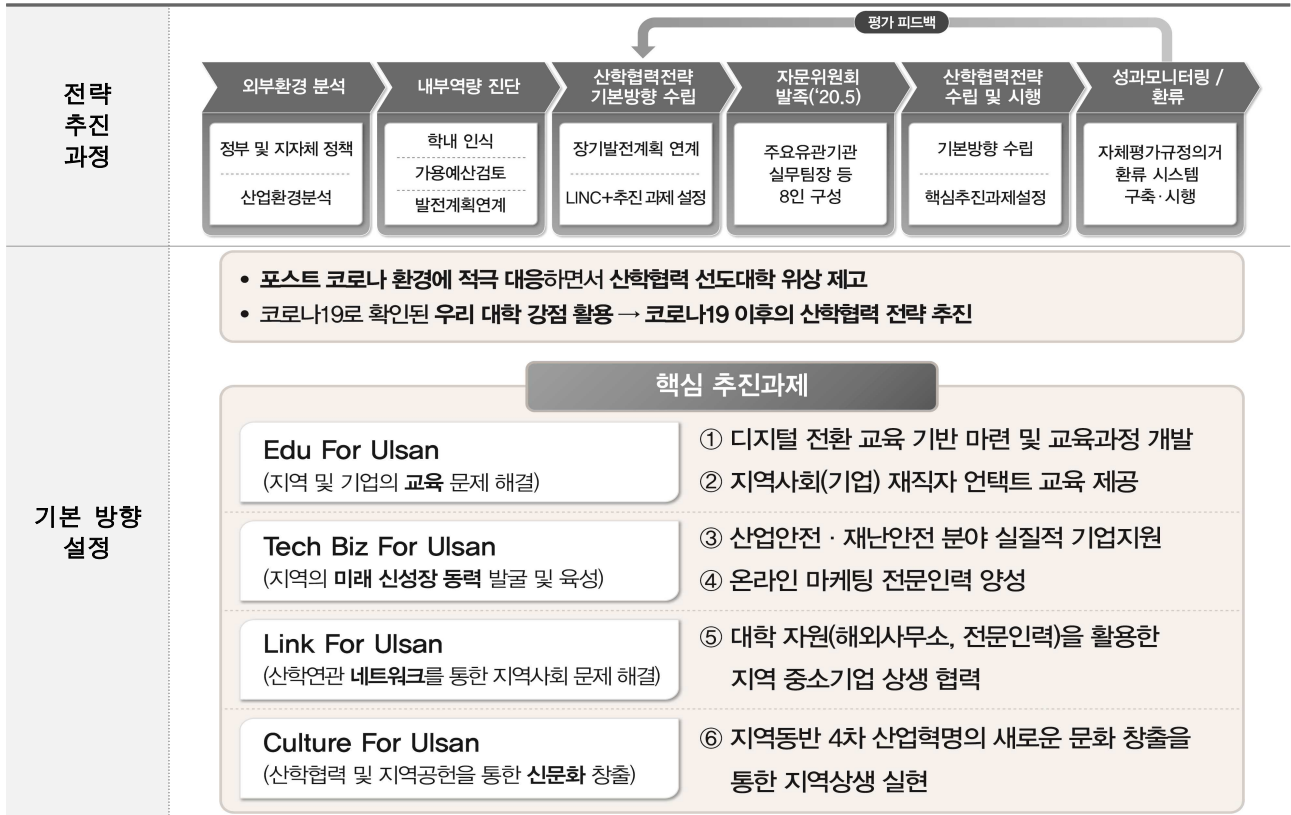 전략
추진
과정
평가 피드백
외부환경 분석
정부 및 지자체 정책
산업환경분석
내부역량 진단
학내 인식
가용예산검토
발전계획연계
산학협력전략
기본방향 수립
장기발전계획 연계
LINC+추진 과제 설정
자문위원회
발족('20.5)
주요유관기관
실무팀장 등
8인 구성
산학협력전략
수립 및 시행
기본방향 수립
핵심추진과제설정
성과모니터링 /
환류
자체평가규정의거
환류 시스템
구축·시행
기본 방향
설정
• 포스트 코로나 환경에 적극 대응하면서 산학협력 선도대학 위상 제고
• 코로나19로 확인된 우리 대학 강점 활용 → 코로나19 이후의 산학협력 전략 추진
핵심 추진과제
Edu For Ulsan
(지역 및 기업의 교육 문제 해결)
① 디지털 전환 교육 기반 마련 및 교육과정 개발
② 지역사회(기업) 재직자 언택트 교육 제공
Tech Biz For Ulsan
(지역의 미래 신성장 동력 발굴 및 육성)
③ 산업안전 · 재난안전 분야 실질적 기업지원
④ 온라인 마케팅 전문인력 양성
Link For Ulsan
(산학연관 네트워크를 통한 지역사회 문제 해결)
⑤ 대학 자원(해외사무소, 전문인력)을 활용한
지역 중소기업 상생 협력
Culture For Ulsan
(산학협력 및 지역공헌을 통한 신문화 창출)
⑥ 지역동반 4차 산업혁명의 새로운 문화 창출을
통한 지역상생 실현